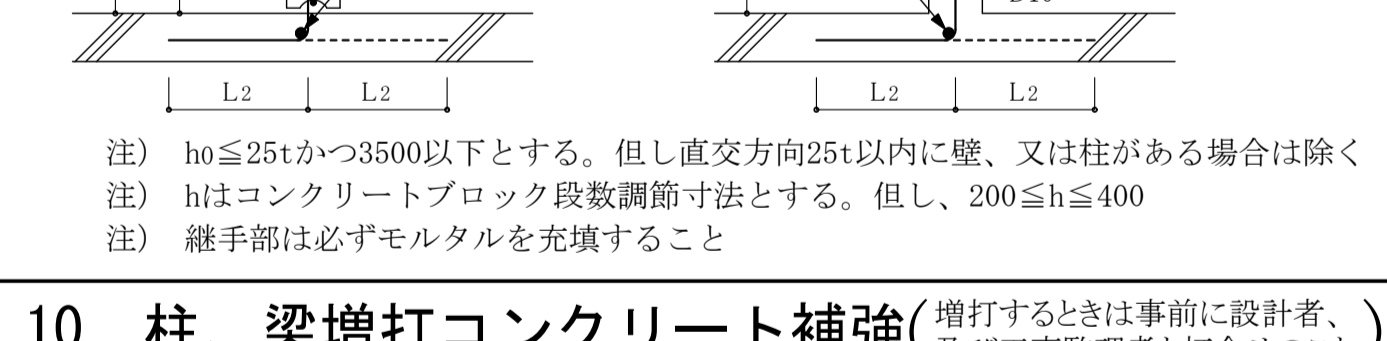 L2 L2 L2 L2
注） h0≦25tかつ3500以下とする。但し直交方向25t以内に壁、又は柱がある場合は除く
注） hはコンクリートブロック段数調節寸法とする。但し、200≦h≦400
注） 継手部は必ずモルタルを充填すること
10 柱、梁増打コンクリート補強(増打するときは事前に設計者、)